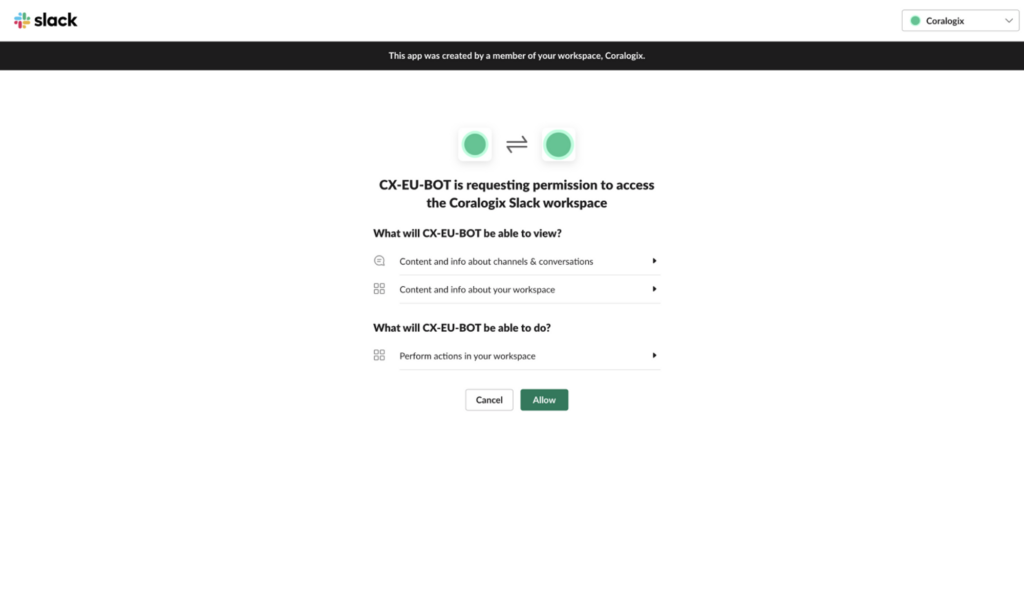 slack
Coralogix
This app was created by a member of your workspace, Coralogix.
CX-EU-BOT is requesting permission to access
the Coralogix Slack workspace
What will CX-EU-BOT be able to view?
Content and info about channels & conversations
Content and info about your workspace
What will CX-EU-BOT be able to do?
Perform actions in your workspace
Cancel
Allow